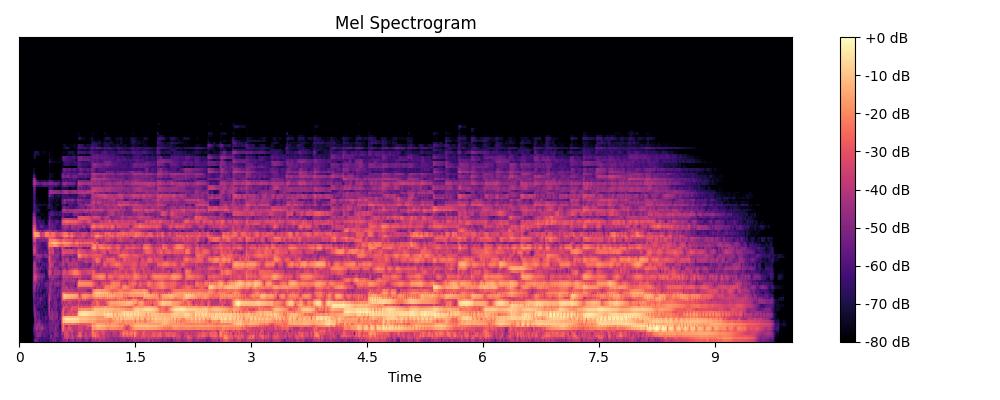 Mel Spectrogram
+0 dB
-10 dB
-20 dB
-30 dB
-40 dB
-50 dB
-60 dB
-70 dB
-80 dB
0 1.5 3 4.5 6 7.5 9
Time